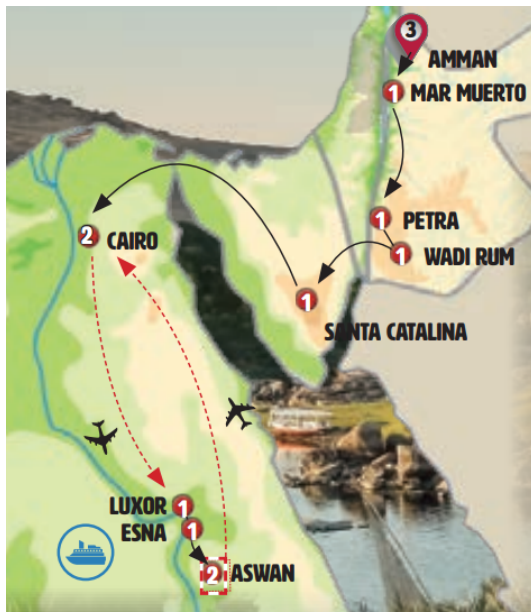 3
AMMAN
1 MAR MUERTO
1 PETRA
1 WADI RUM
2 CAIRO
1
SANTA CATALINA
LUXOR 1
ESNA 1
2 ASWAN